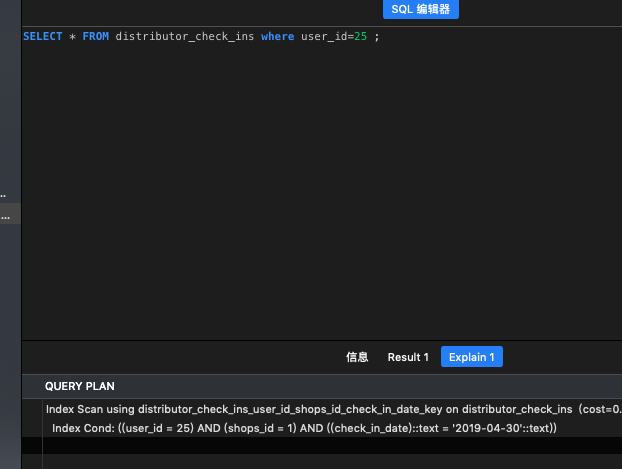 SQL 编辑器
SELECT * FROM distributor_check_ins where user_id=25 ;
..
...
信息 Result 1 Explain 1
QUERY PLAN
Index Scan using distributor_check_ins_user_id_shops_id_check_in_date_key on distributor_check_ins (cost=0.
Index Cond: ((user_id = 25) AND (shops_id = 1) AND ((check_in_date)::text = '2019-04-30'::text))